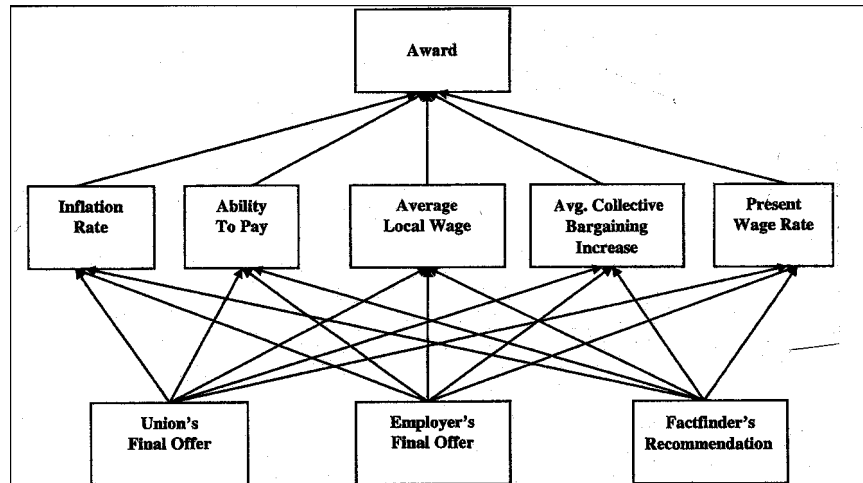 Award
Inflation
Rate
Ability
To Pay
Average
Local Wage
Avg. Collective
Bargaining
Increase
Present
Wage Rate
Union's
Final Offer
Employer's
Final Offer
Factfinder's
Recommendation